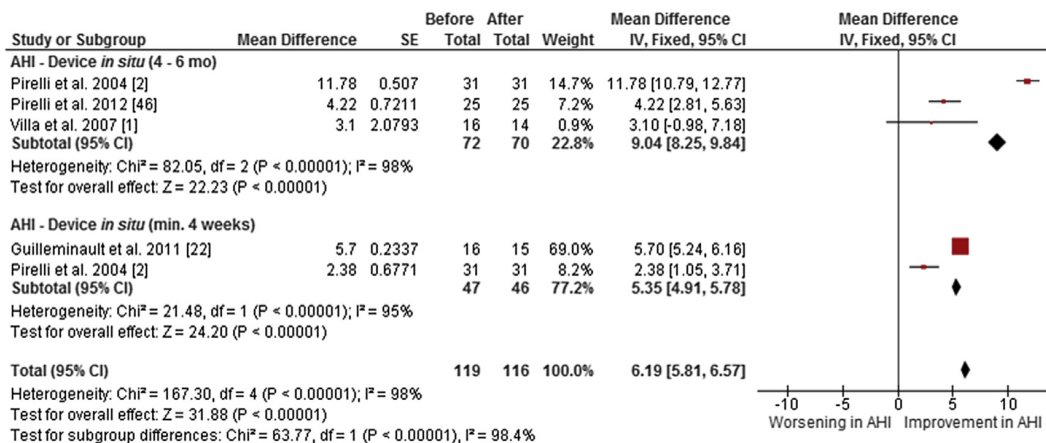 Before After Mean Difference Mean Difference
Study or Subgroup Mean Difference SE Total Total Weight IV, Fixed, 95% CI IV, Fixed, 95% CI
AHI - Device in situ (4 - 6 mo)
Pirelli et al. 2004 [2] 11.78 0.507 31 31 14.7% 11.78 [10.79, 12.77]
Pirelli et al. 2012 [46] 4.22 0.7211 25 25 7.2% 4.22 [2.81, 5.63]
Villa et al. 2007 [1] 3.1 2.0793 16 14 0.9% 3.10 [-0.98, 7.18]
Subtotal (95% CI) 72 70 22.8% 9.04 [8.25, 9.84]
Heterogeneity: Chi² = 82.05, df = 2 (P < 0.00001); I² = 98%
Test for overall effect: Z = 22.23 (P < 0.00001)
AHI - Device in situ (min. 4 weeks)
Guilleminault et al. 2011 [22] 5.7 0.2337 16 15 69.0% 5.70 [5.24, 6.16]
Pirelli et al. 2004 [2] 2.38 0.6771 31 31 8.2% 2.38 [1.05, 3.71]
Subtotal (95% CI) 47 46 77.2% 5.35 [4.91, 5.78]
Heterogeneity: Chi² = 21.48, df = 1 (P < 0.00001); I² = 95%
Test for overall effect: Z = 24.20 (P < 0.00001)
Total (95% CI) 119 116 100.0% 6.19 [5.81, 6.57]
Heterogeneity: Chi² = 167.30, df = 4 (P < 0.00001); I² = 98%
Test for overall effect: Z = 31.88 (P < 0.00001)
Test for subgroup differences: Chi² = 63.77, df = 1 (P < 0.00001), I² = 98.4%
-10 -5 0 5 10
Worsening in AHI Improvement in AHI